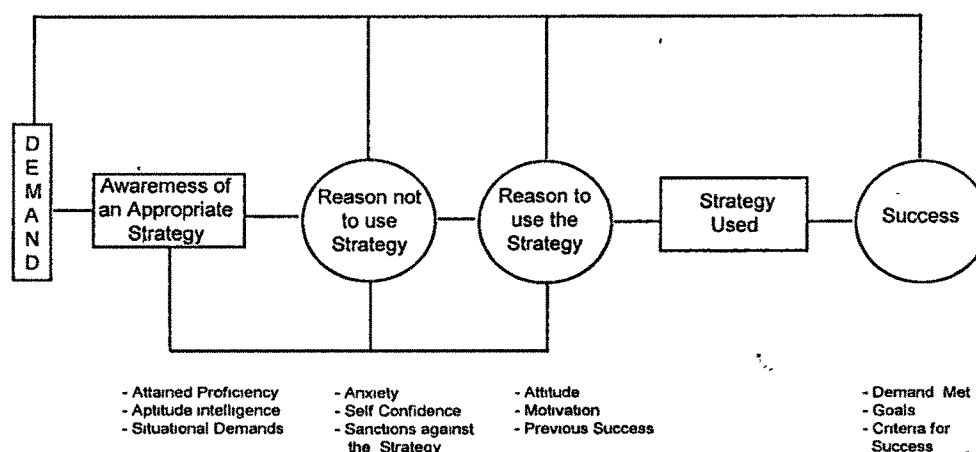 DEMAND
Awaremess of
an Appropriate
Strategy
Reason not
to use
Strategy
Reason to
use the
Strategy
Strategy
Used
Success
- Attained Proficiency
- Aptitude intelligence
- Situational Demands
- Anxiety
- Self Confidence
- Sanctions against
the Strategy
- Attitude
- Motivation
- Previous Success
- Demand Met
- Goals
- Criteria for
Success